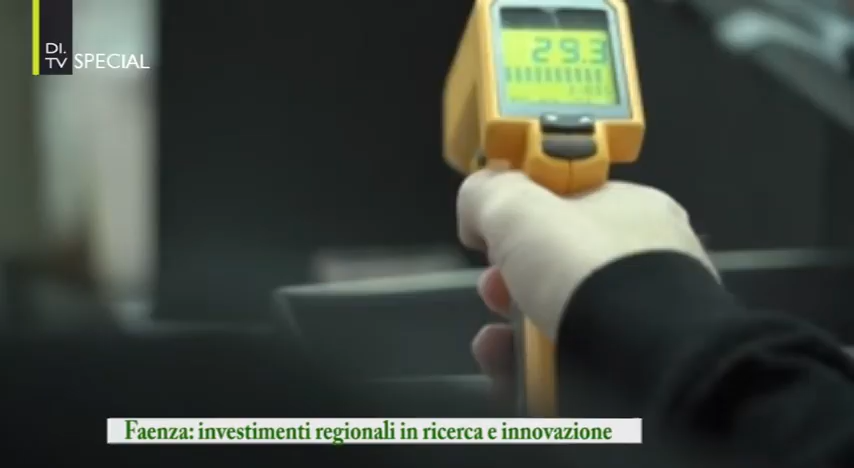 DI.
TV SPECIAL
29.3
Faenza: investimenti regionali in ricerca e innovazione